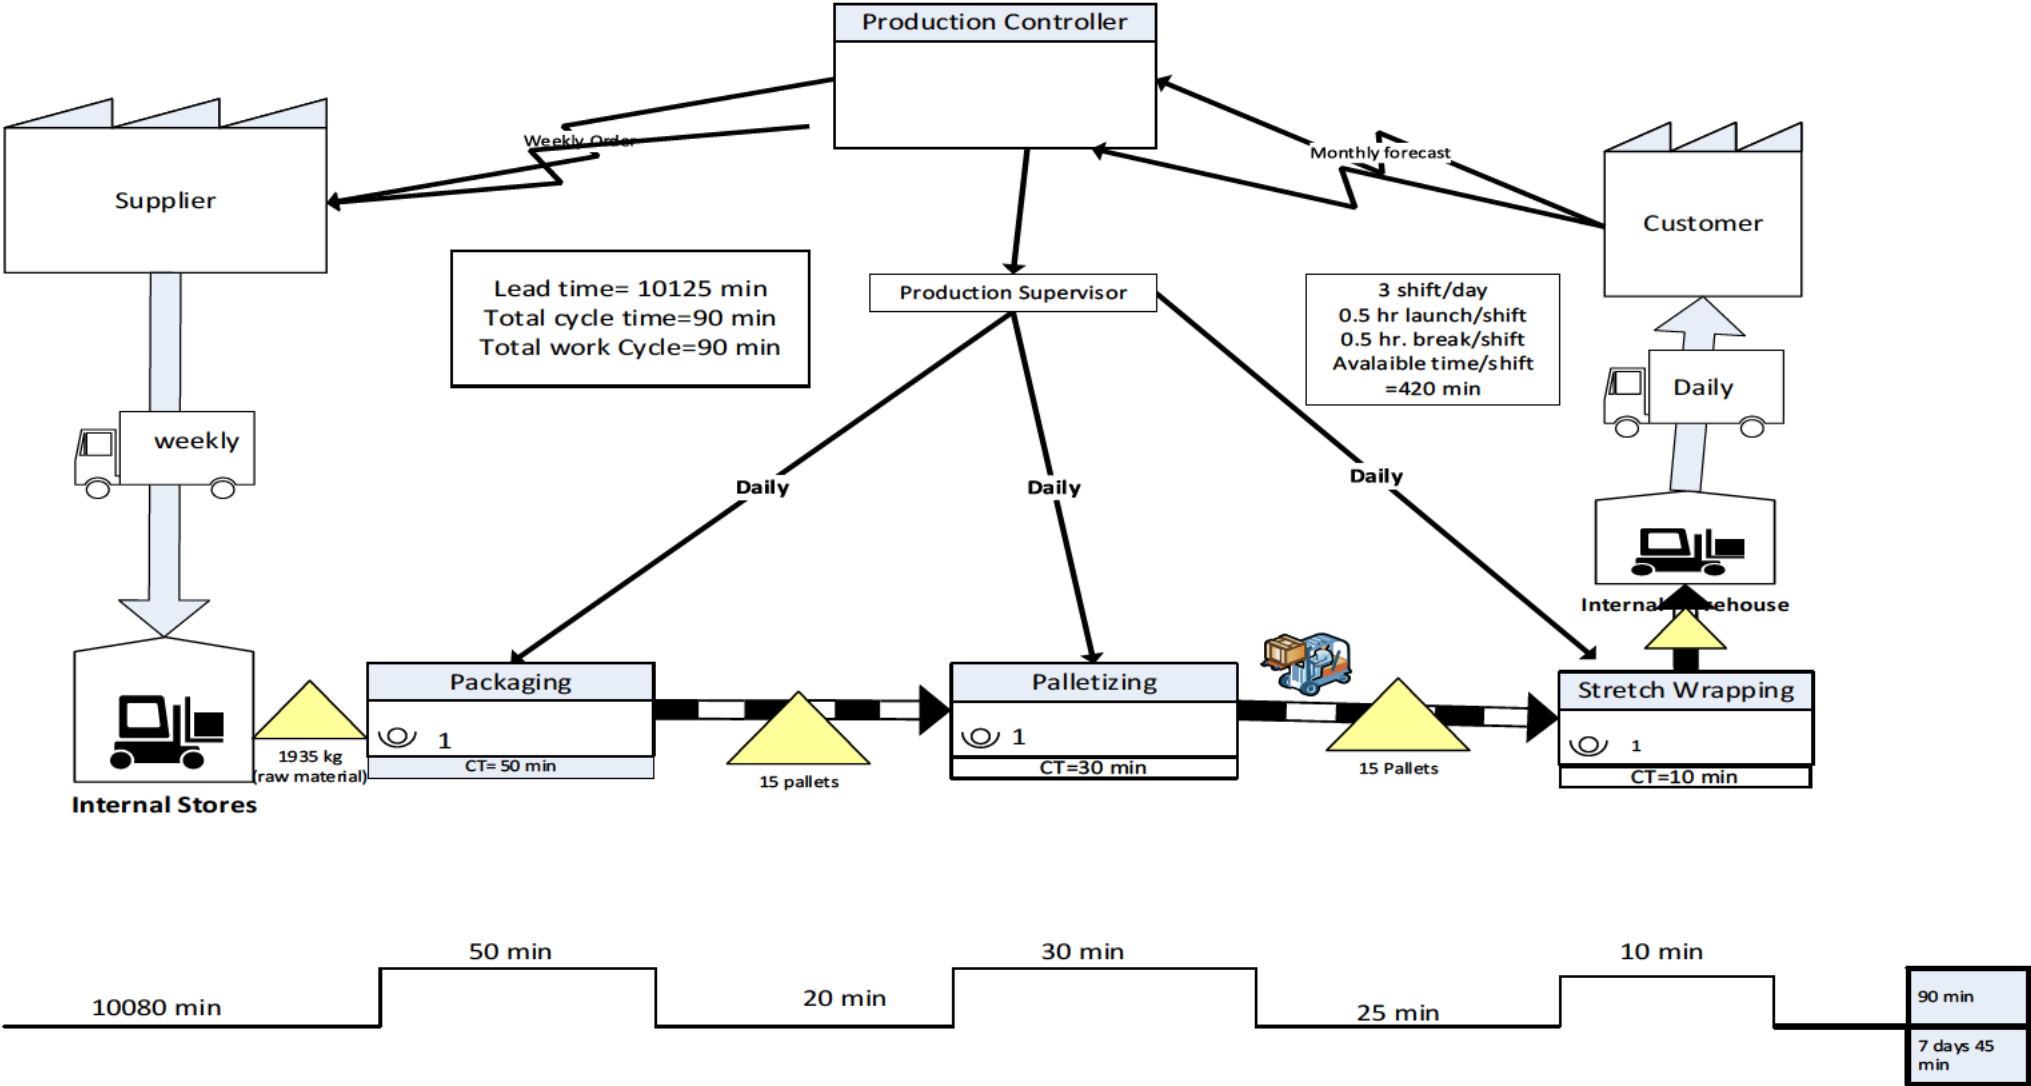 Production Controller
Weekly Order
Monthly forecast
Supplier
Customer
Lead time= 10125 min
Total cycle time=90 min
Total work Cycle=90 min
Production Supervisor
3 shift/day
0.5 hr launch/shift
0.5 hr. break/shift
Avalaible time/shift
=420 min
weekly
Daily
Daily
Daily
Daily
Internal Warehouse
Packaging
1
CT= 50 min
Palletizing
1
CT=30 min
Stretch Wrapping
1
CT=10 min
1935 kg
(raw material)
15 pallets
15 Pallets
Internal Stores
50 min
30 min
10 min
10080 min
20 min
25 min
90 min
7 days 45
min